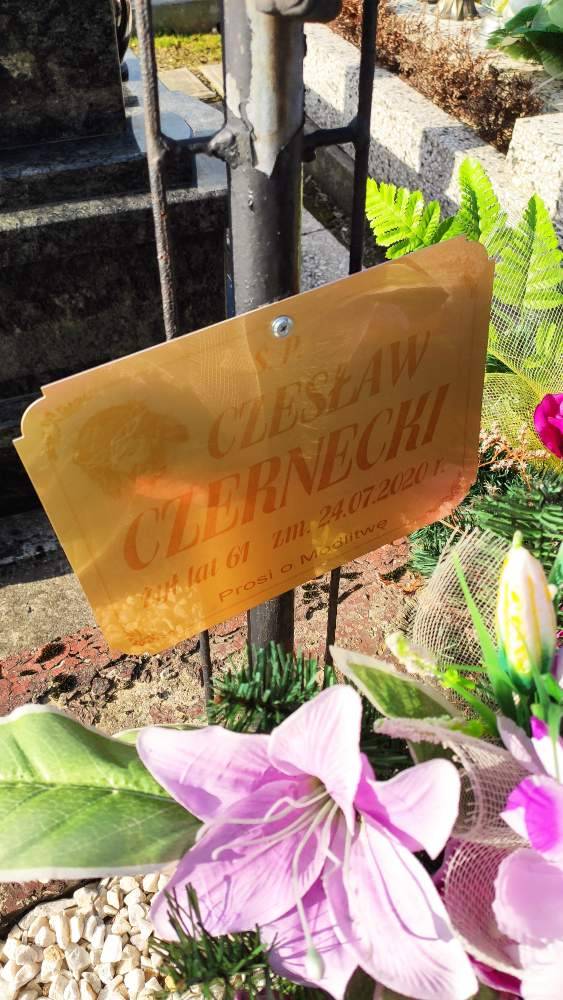 Ś. P.
CZESŁAW
CZERNECKI
żył lat 61 zm. 24.07.2020 r.
Prosi o Modlitwę